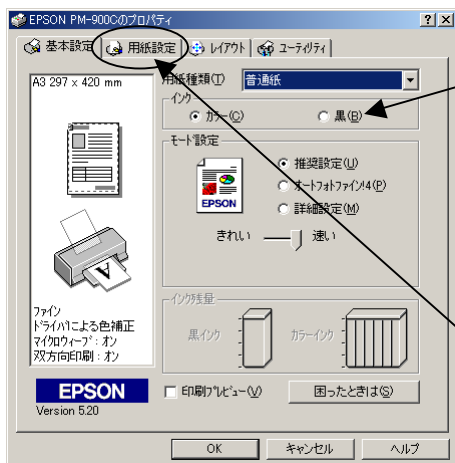 EPSON PM-900Cのプロパティ
基本設定 用紙設定 レイアウト ユーティリティ
A3 297 x 420 mm
用紙種類(T) 普通紙
インク
カラー(C) 黒(B)
モード設定
推奨設定(U)
オートフォトファイン!4(P)
詳細設定(M)
EPSON
きれい 速い
ファイン
ドライバによる色補正
マイクロウィーブ: オン
双方向印刷: オン
インク残量
黒インク カラーインク
EPSON
Version 5.20
印刷プレビュー(V) 困ったときは(S)
OK キャンセル ヘルプ